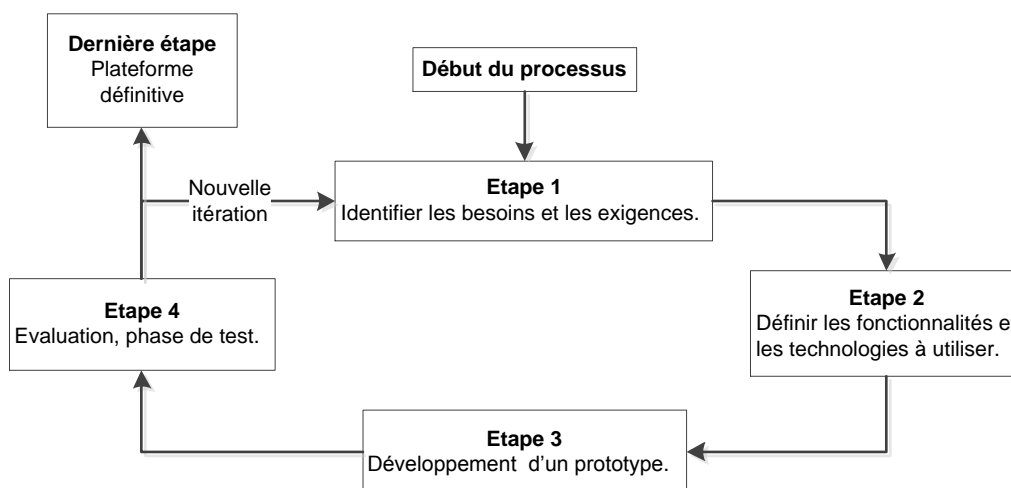 Dernière étape
Plateforme
définitive
Début du processus
Nouvelle
itération
Etape 1
Identifier les besoins et les exigences.
Etape 2
Définir les fonctionnalités e
les technologies à utiliser.
Etape 3
Développement d'un prototype.
Etape 4
Evaluation, phase de test.